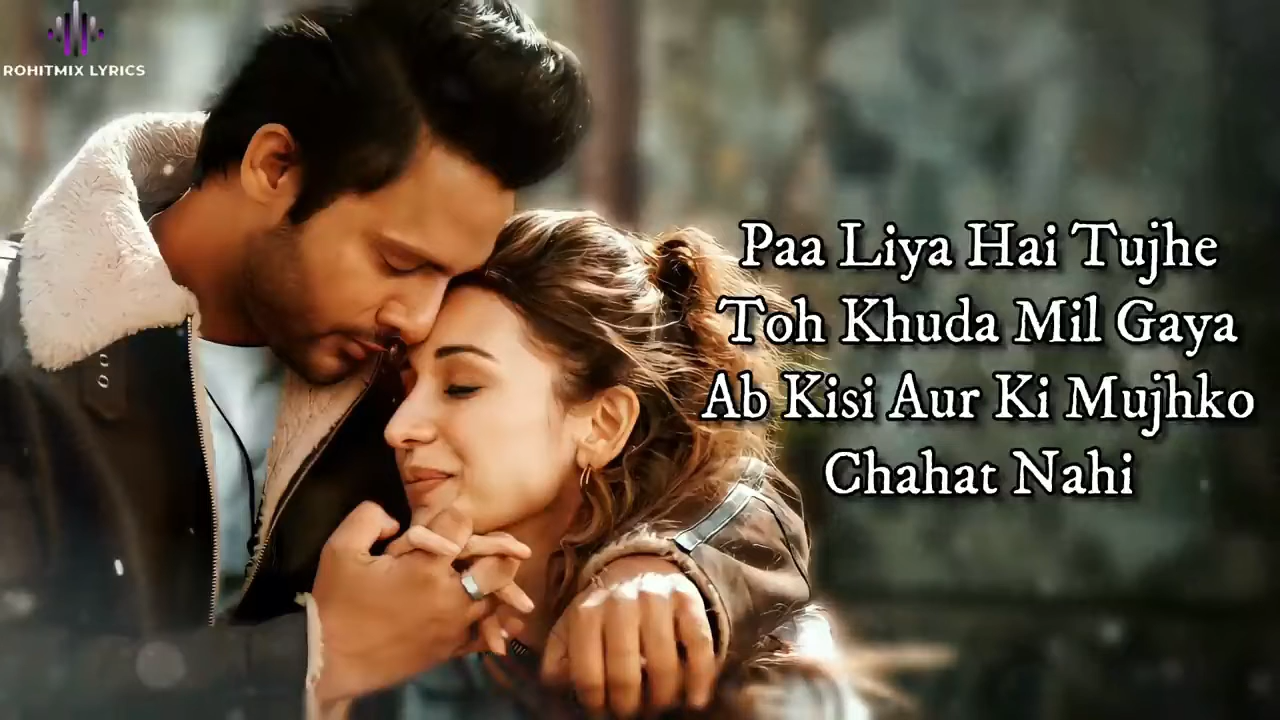 ROHITMIX LYRICS
Paa Liya Hai Tujhe
Toh Khuda Mil Gaya
Ab Kisi Aur Ki Mujhko
Chahat Nahi